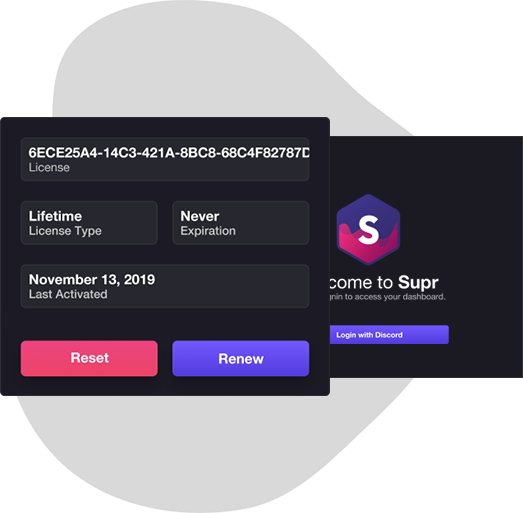 6ECE25A4-14C3-421A-8BC8-68C4F82787D
License
Lifetime
License Type
Never
Expiration
November 13, 2019
Last Activated
Reset
Renew
S
come to Supr
to access your dashboard.
Login with Discord